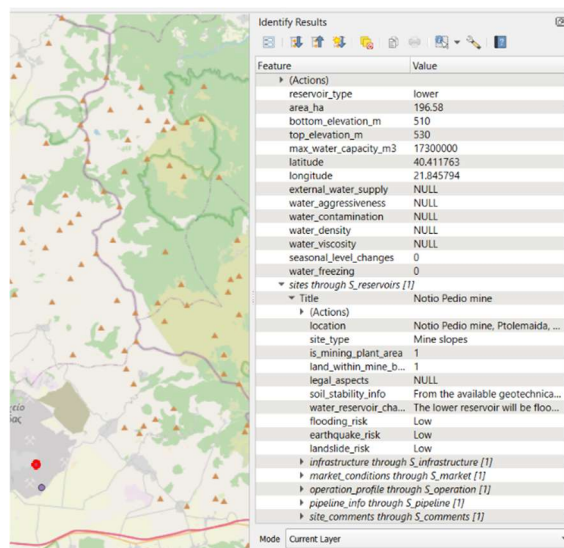 Identify Results
Feature Value
(Actions)
reservoir_type lower
area_ha 196.58
bottom_elevation_m 510
top_elevation_m 530
max_water_capacity_m3 17300000
latitude 40.411763
longitude 21.845794
external_water_supply NULL
water_aggressiveness NULL
water_contamination NULL
water_density NULL
water_viscosity NULL
seasonal_level_changes 0
water_freezing 0
sites through S_reservoirs [1]
Title Notio Pedio mine
(Actions)
location Notio Pedio mine, Ptolemaida, ...
site_type Mine slopes
is_mining_plant_area 1
land_within_mine_b... 1
legal_aspects NULL
soil_stability_info From the available geotechnica...
water_reservoir_cha... The lower reservoir will be floo...
flooding_risk Low
earthquake_risk Low
landslide_risk Low
infrastructure through S_infrastructure [1]
market_conditions through S_market [1]
operation_profile through S_operation [1]
pipeline_info through S_pipeline [1]
site_comments through S_comments [1]
Mode Current Layer